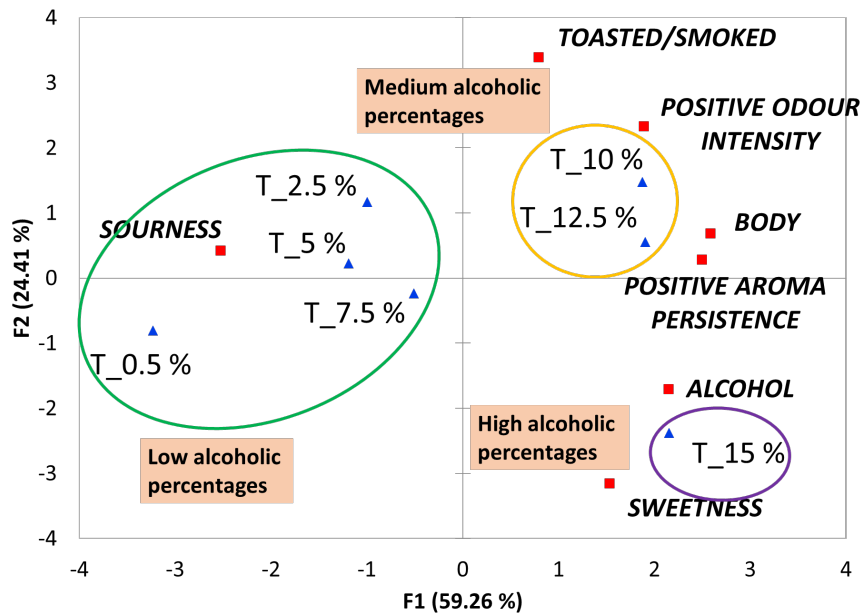 4
TOASTED/SMOKED
Medium alcoholic
percentages
3
POSITIVE ODOUR
INTENSITY
2
T_10 %
T_2.5 %
T_12.5 %
1
SOURNESS
BODY
T_5 %
0
POSITIVE AROMA
PERSISTENCE
T_7.5 %
-1
T_0.5 %
ALCOHOL
-2
High alcoholic
percentages
T_15 %
Low alcoholic
percentages
-3
SWEETNESS
-4
F2 (24.41 %)
-4 -3 -2 -1 0 1 2 3 4
F1 (59.26 %)